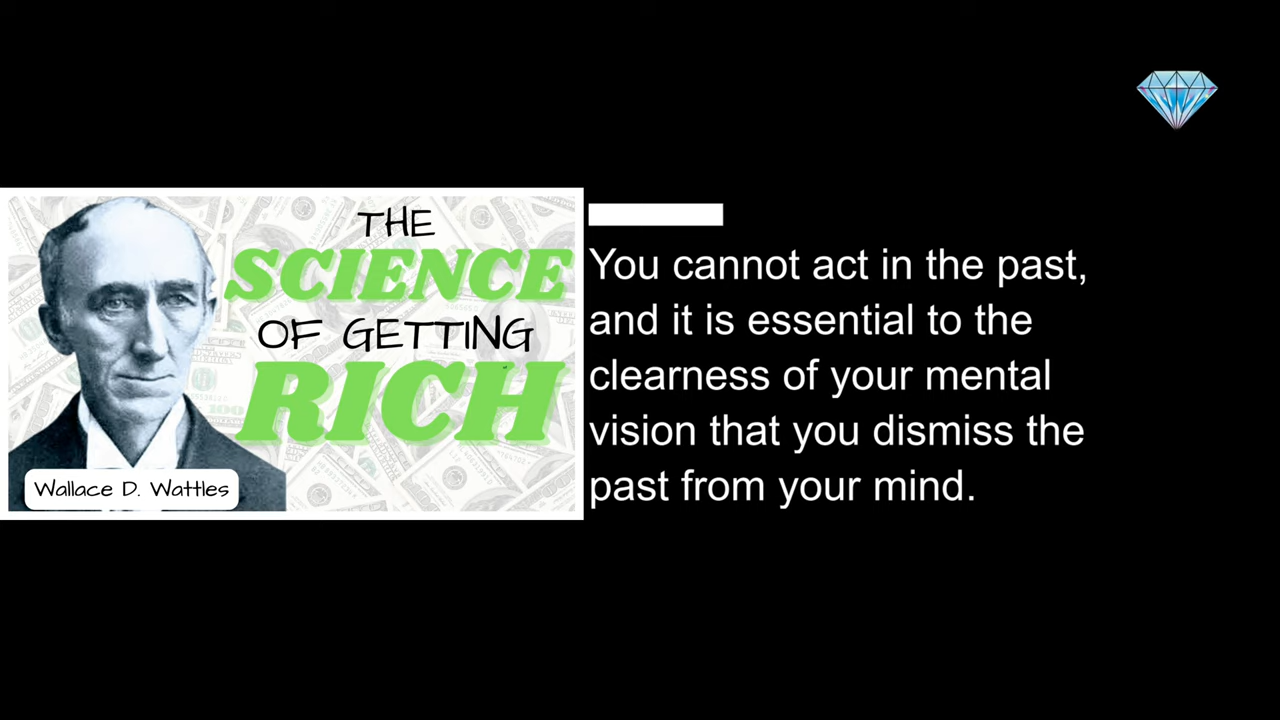 THE
SCIENCE
OF GETTING
RICH
Wallace D. Wattles
You cannot act in the past,
and it is essential to the
clearness of your mental
vision that you dismiss the
past from your mind.